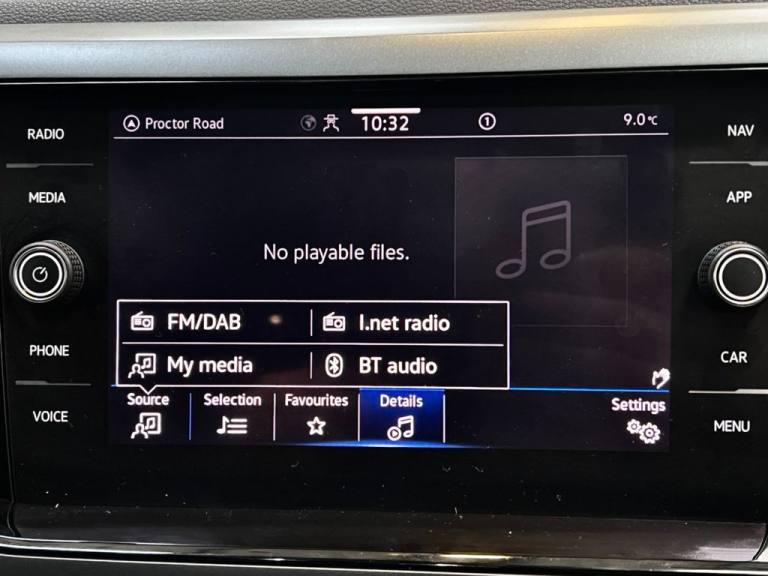 RADIO
MEDIA
PHONE
VOICE
Proctor Road
10:32
1
9.0°C
No playable files.
FM/DAB
I.net radio
My media
BT audio
Source
Selection
Favourites
Details
Settings
NAV
APP
CAR
MENU